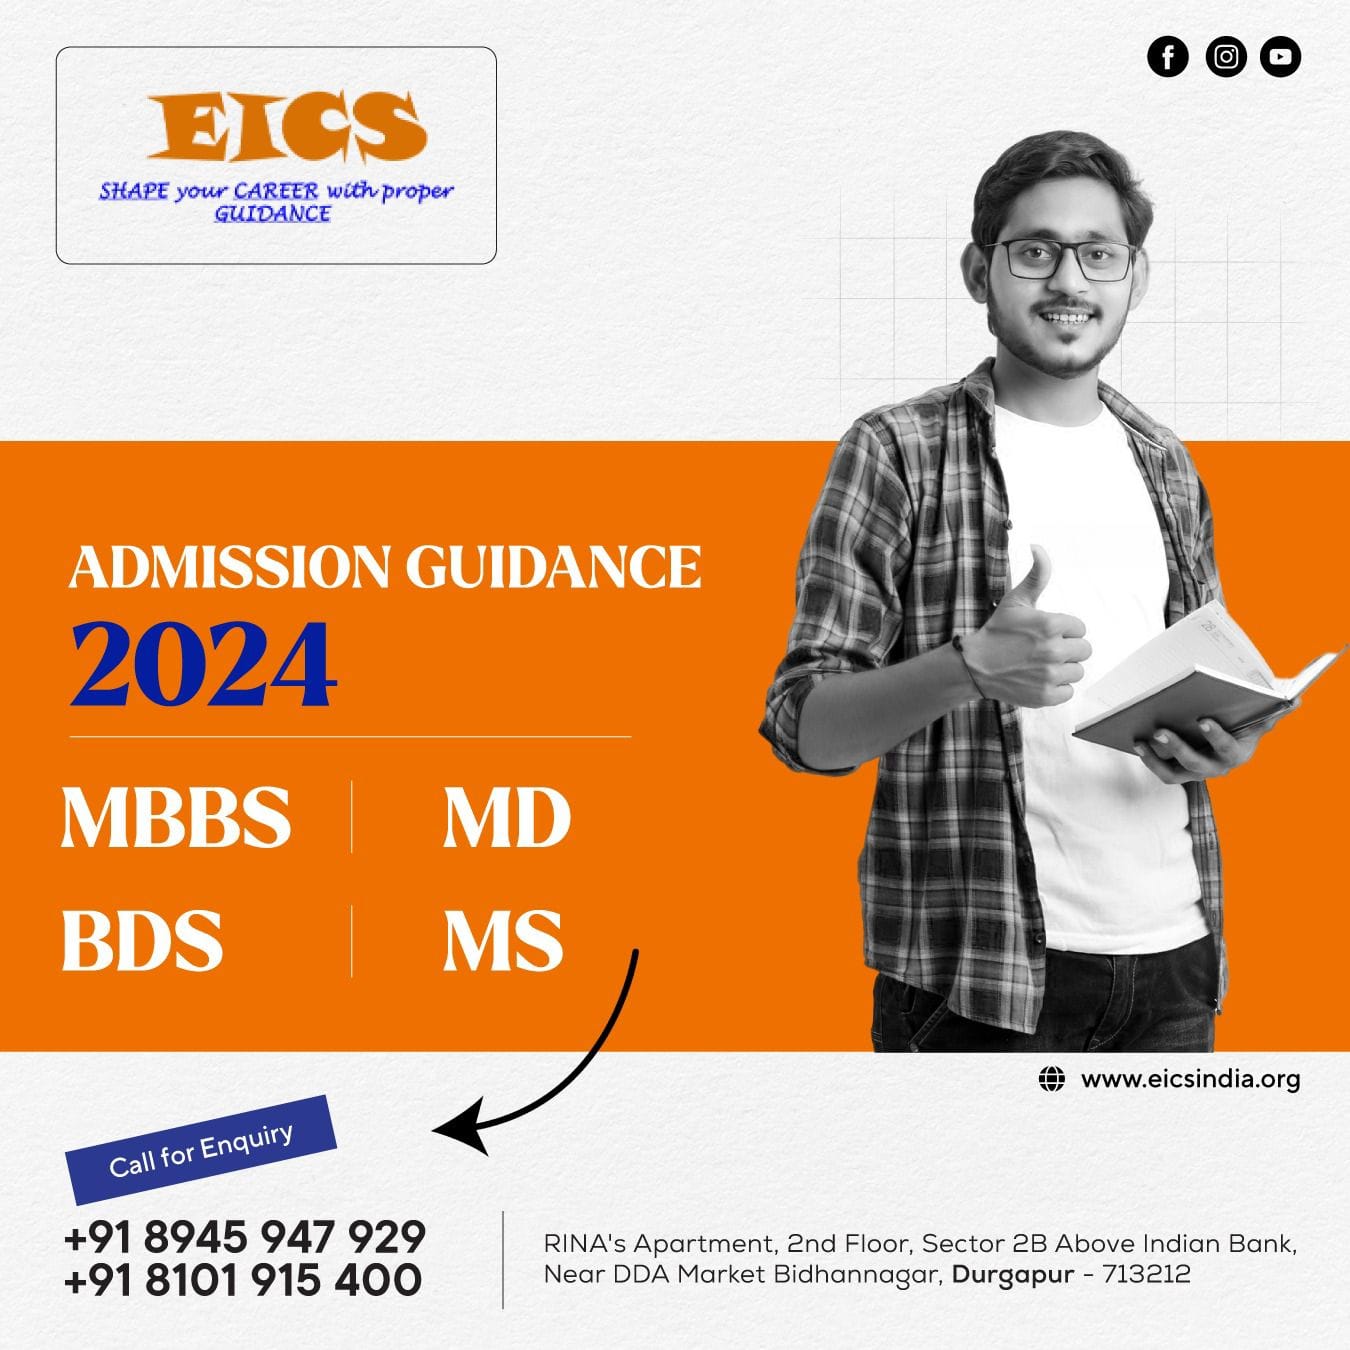 EICS
SHAPE your CAREER with proper
GUIDANCE
ADMISSION GUIDANCE
2024
MBBS
MD
BDS
MS
www.eicsindia.org
Call for Enquiry
+91 8945 947 929
+91 8101 915 400
RINA's Apartment, 2nd Floor, Sector 2B Above Indian Bank,
Near DDA Market Bidhannagar, Durgapur - 713212
28